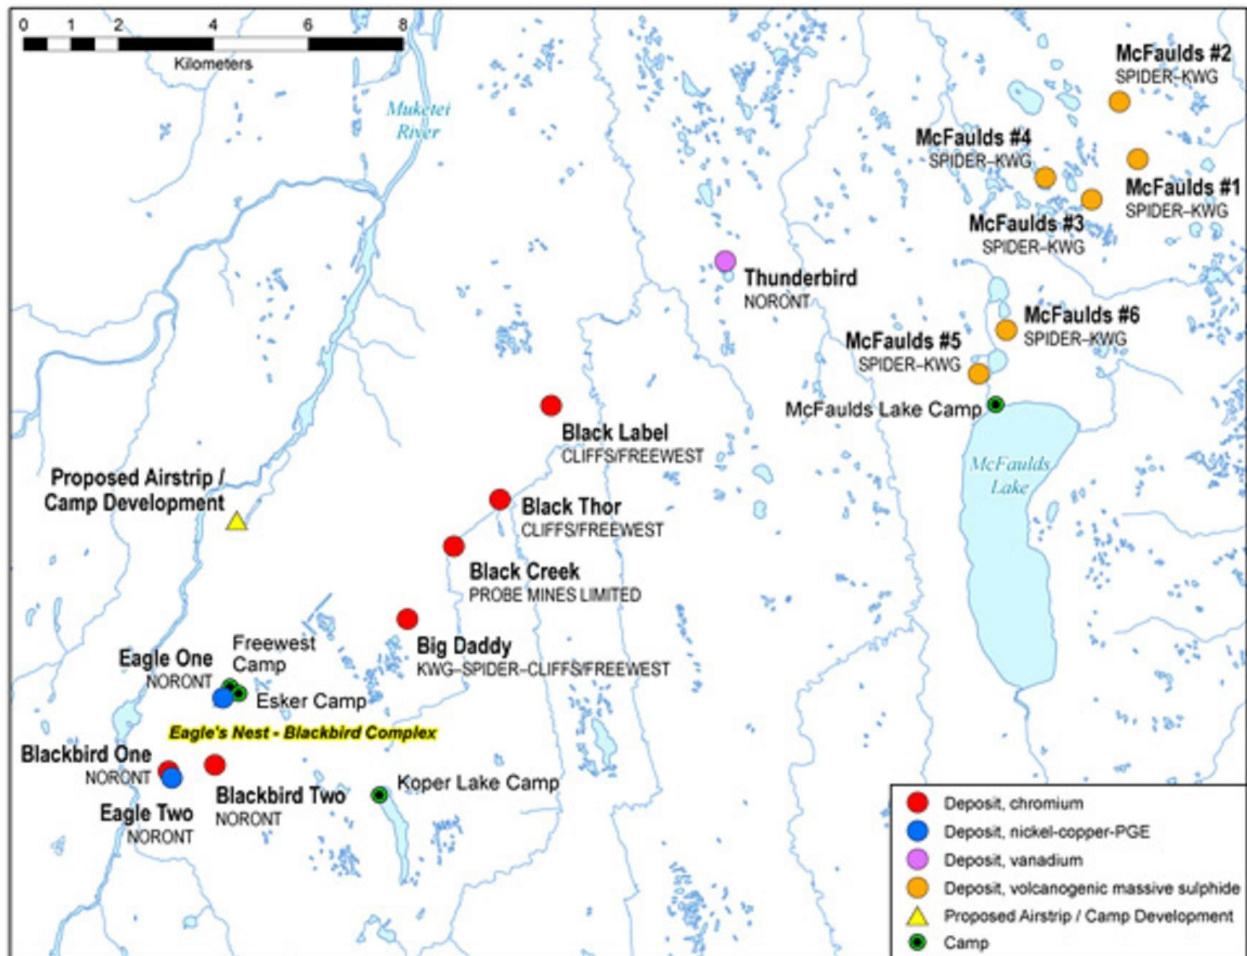 0 1 2 4 6 8
Kilometers
Muketei
River
McFaulds #2
SPIDER–KWG
McFaulds #4
SPIDER–KWG
McFaulds #1
SPIDER–KWG
McFaulds #3
SPIDER–KWG
Thunderbird
NORONT
McFaulds #6
SPIDER–KWG
McFaulds #5
SPIDER–KWG
McFaulds Lake Camp
McFaulds
Lake
Black Label
CLIFFS/FREEWEST
Proposed Airstrip /
Camp Development
Black Thor
CLIFFS/FREEWEST
Black Creek
PROBE MINES LIMITED
Big Daddy
KWG–SPIDER–CLIFFS/FREEWEST
Eagle One
NORONT
Freewest
Camp
Esker Camp
Eagle's Nest - Blackbird Complex
Blackbird One
NORONT
Eagle Two
NORONT
Blackbird Two
NORONT
Koper Lake Camp
Deposit, chromium
Deposit, nickel-copper-PGE
Deposit, vanadium
Deposit, volcanogenic massive sulphide
Proposed Airstrip / Camp Development
Camp